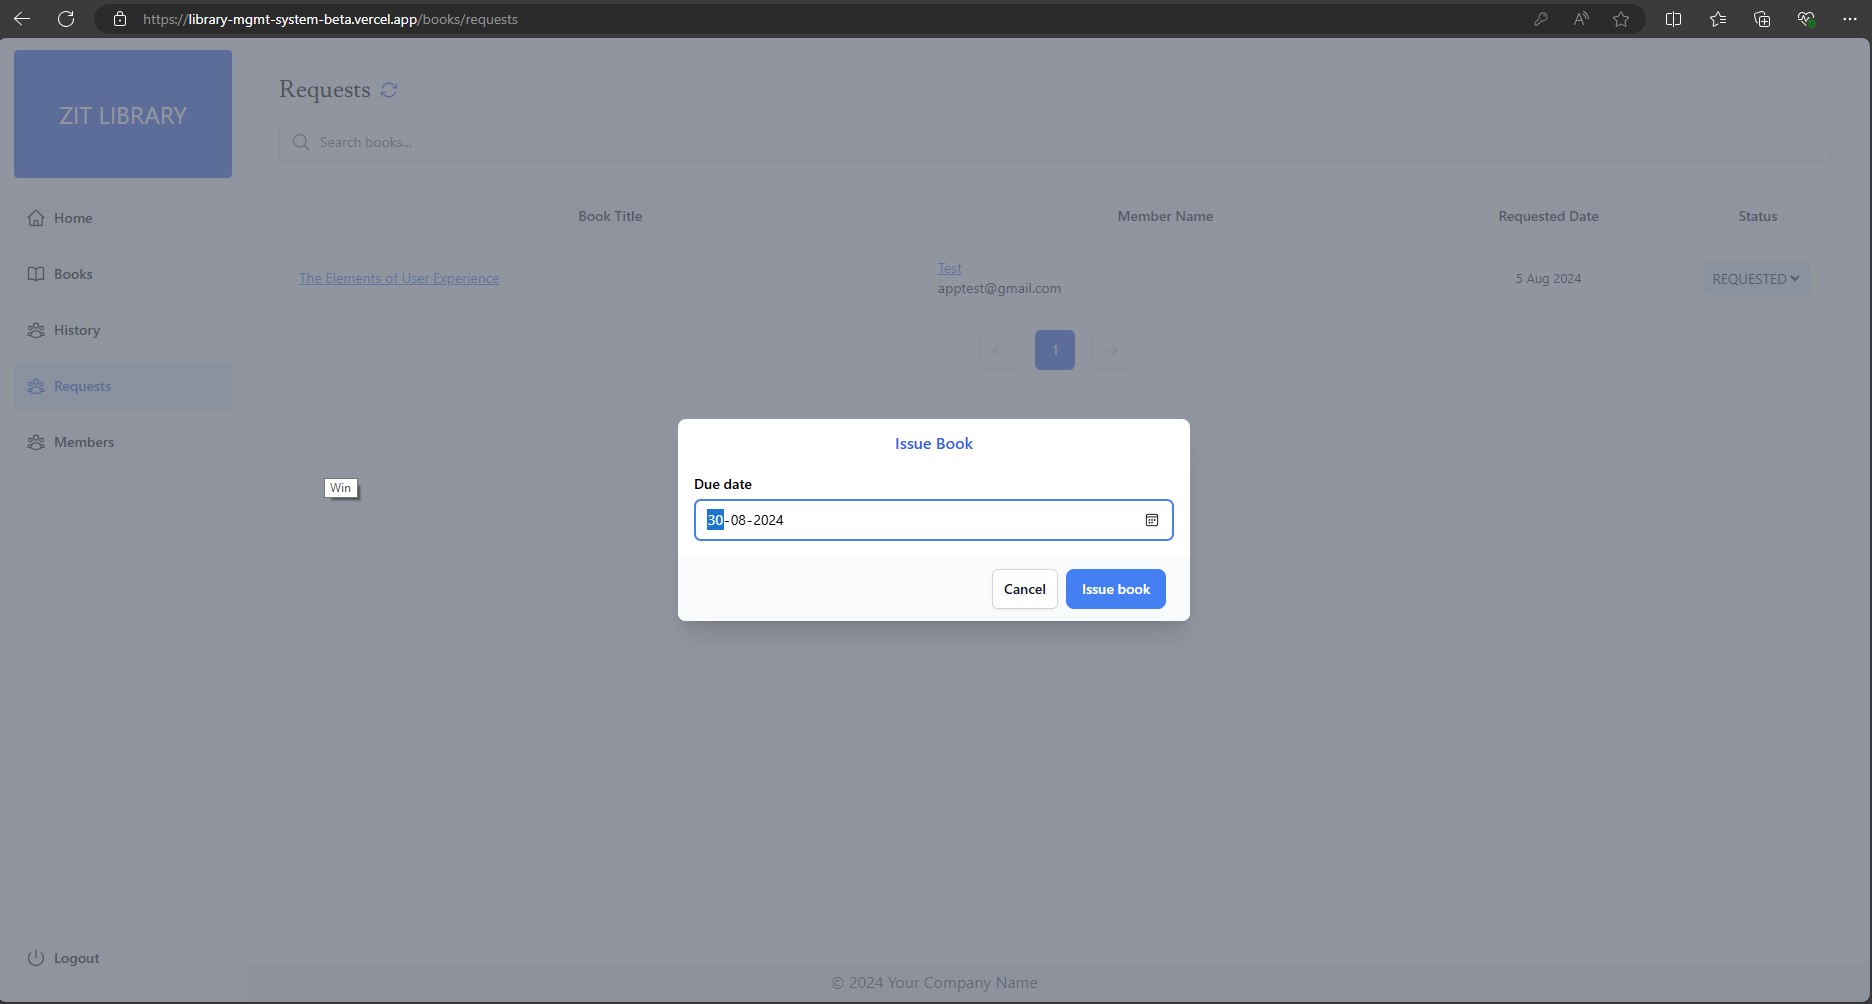 https://library-mgmt-system-beta.vercel.app/books/requests
ZIT LIBRARY
Home
Books
History
Requests
Members
Logout
Requests
Search books...
Book Title Member Name Requested Date Status
The Elements of User Experience
Test
apptest@gmail.com
5 Aug 2024
REQUESTED
1
Win
Issue Book
Due date
30-08-2024
Cancel Issue book
© 2024 Your Company Name